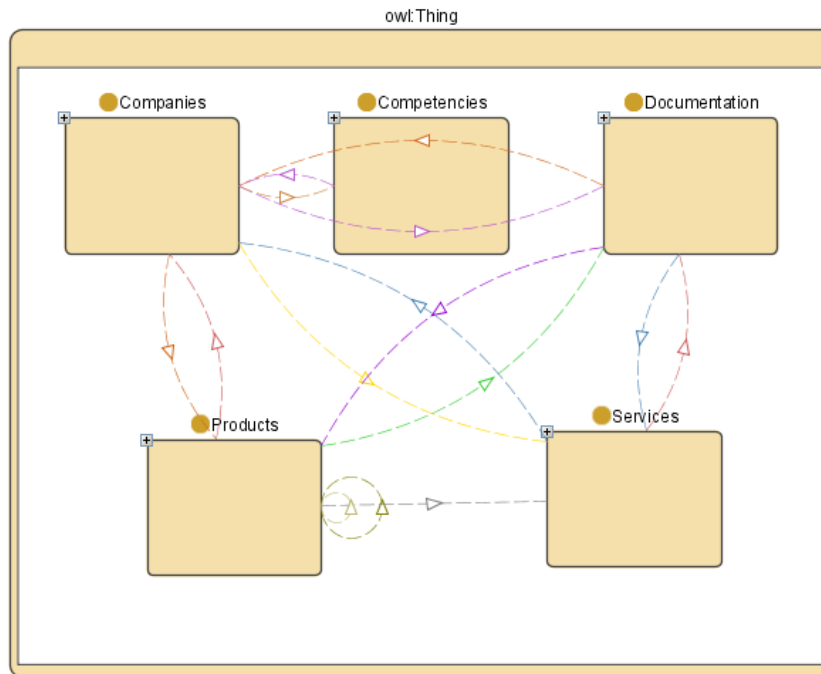 owl:Thing
Companies
Competencies
Documentation
Products
Services